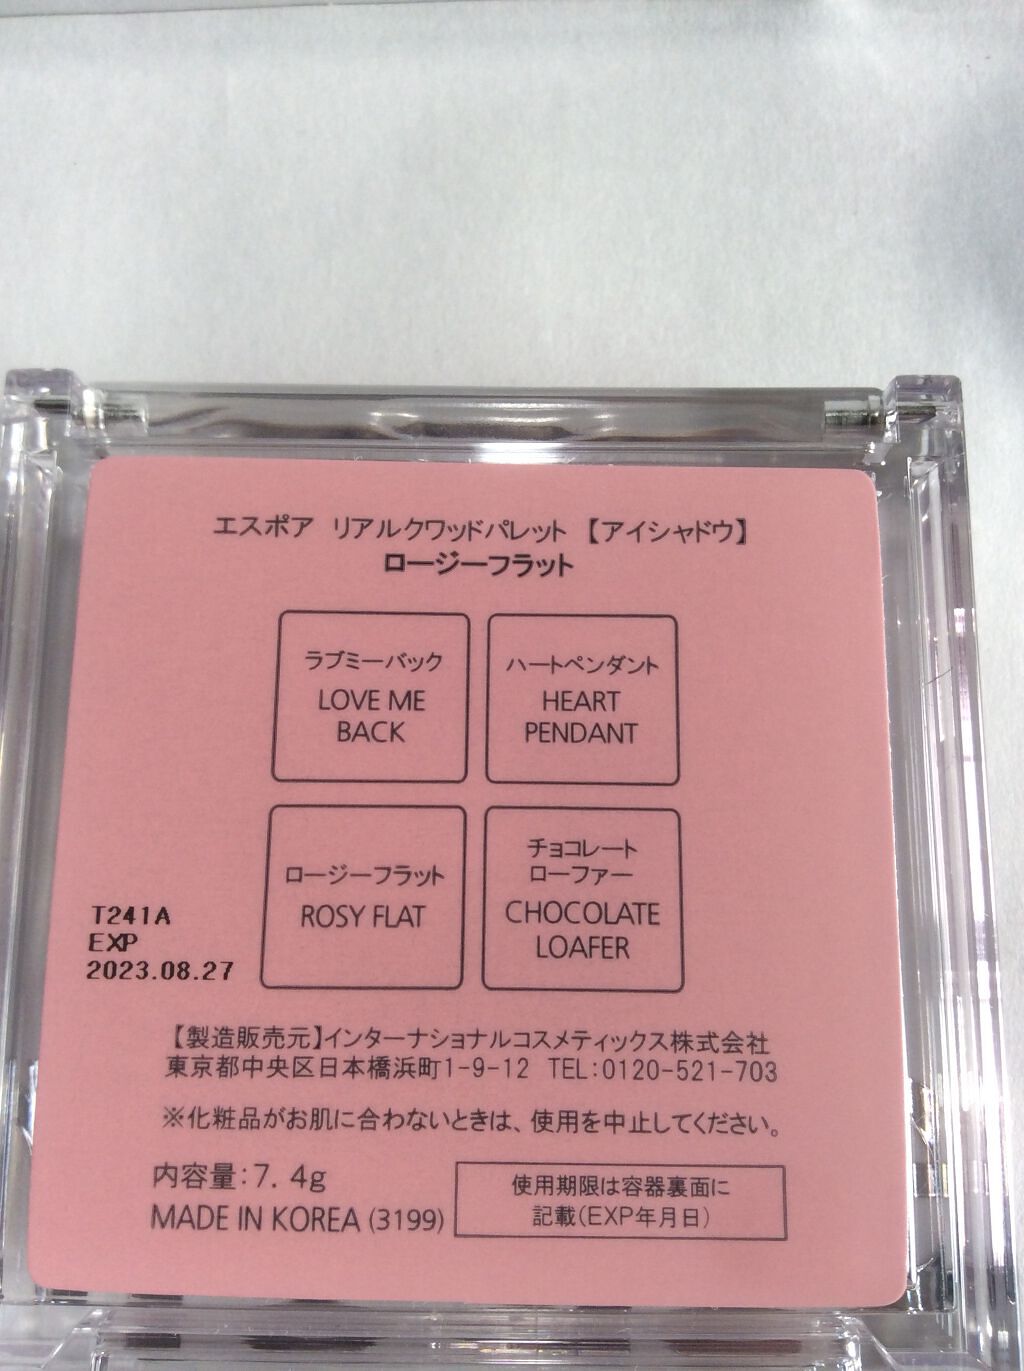 エスポア リアルクワッドパレット 【アイシャドウ】
ロージーフラット
ラブミーバック
LOVE ME
BACK
ハートペンダント
HEART
PENDANT
ロージーフラット
ROSY FLAT
チョコレート
ローファー
CHOCOLATE
LOAFER
T241A
EXP
2023.08.27
【製造販売元】インターナショナルコスメティックス株式会社
東京都中央区日本橋浜町1-9-12 TEL:0120-521-703
※化粧品がお肌に合わないときは、使用を中止してください。
内容量:7.4g
MADE IN KOREA (3199)
使用期限は容器裏面に
記載(EXP年月日)